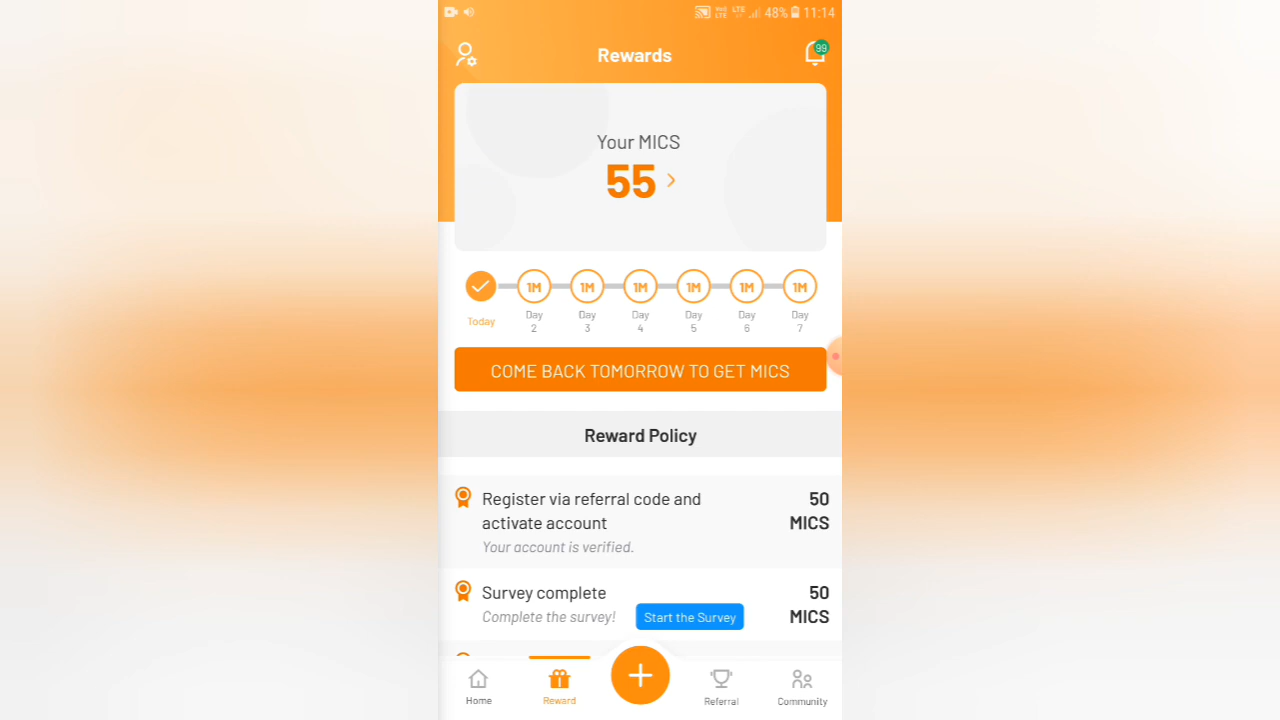 48% 11:14
Rewards
99
Your MICS
55
1M 1M 1M 1M 1M 1M
Today Day 2 Day 3 Day 4 Day 5 Day 6 Day 7
COME BACK TOMORROW TO GET MICS
Reward Policy
Register via referral code and
activate account
50
MICS
Your account is verified.
Survey complete
50
MICS
Complete the survey!
Start the Survey
Home Reward Referral Community